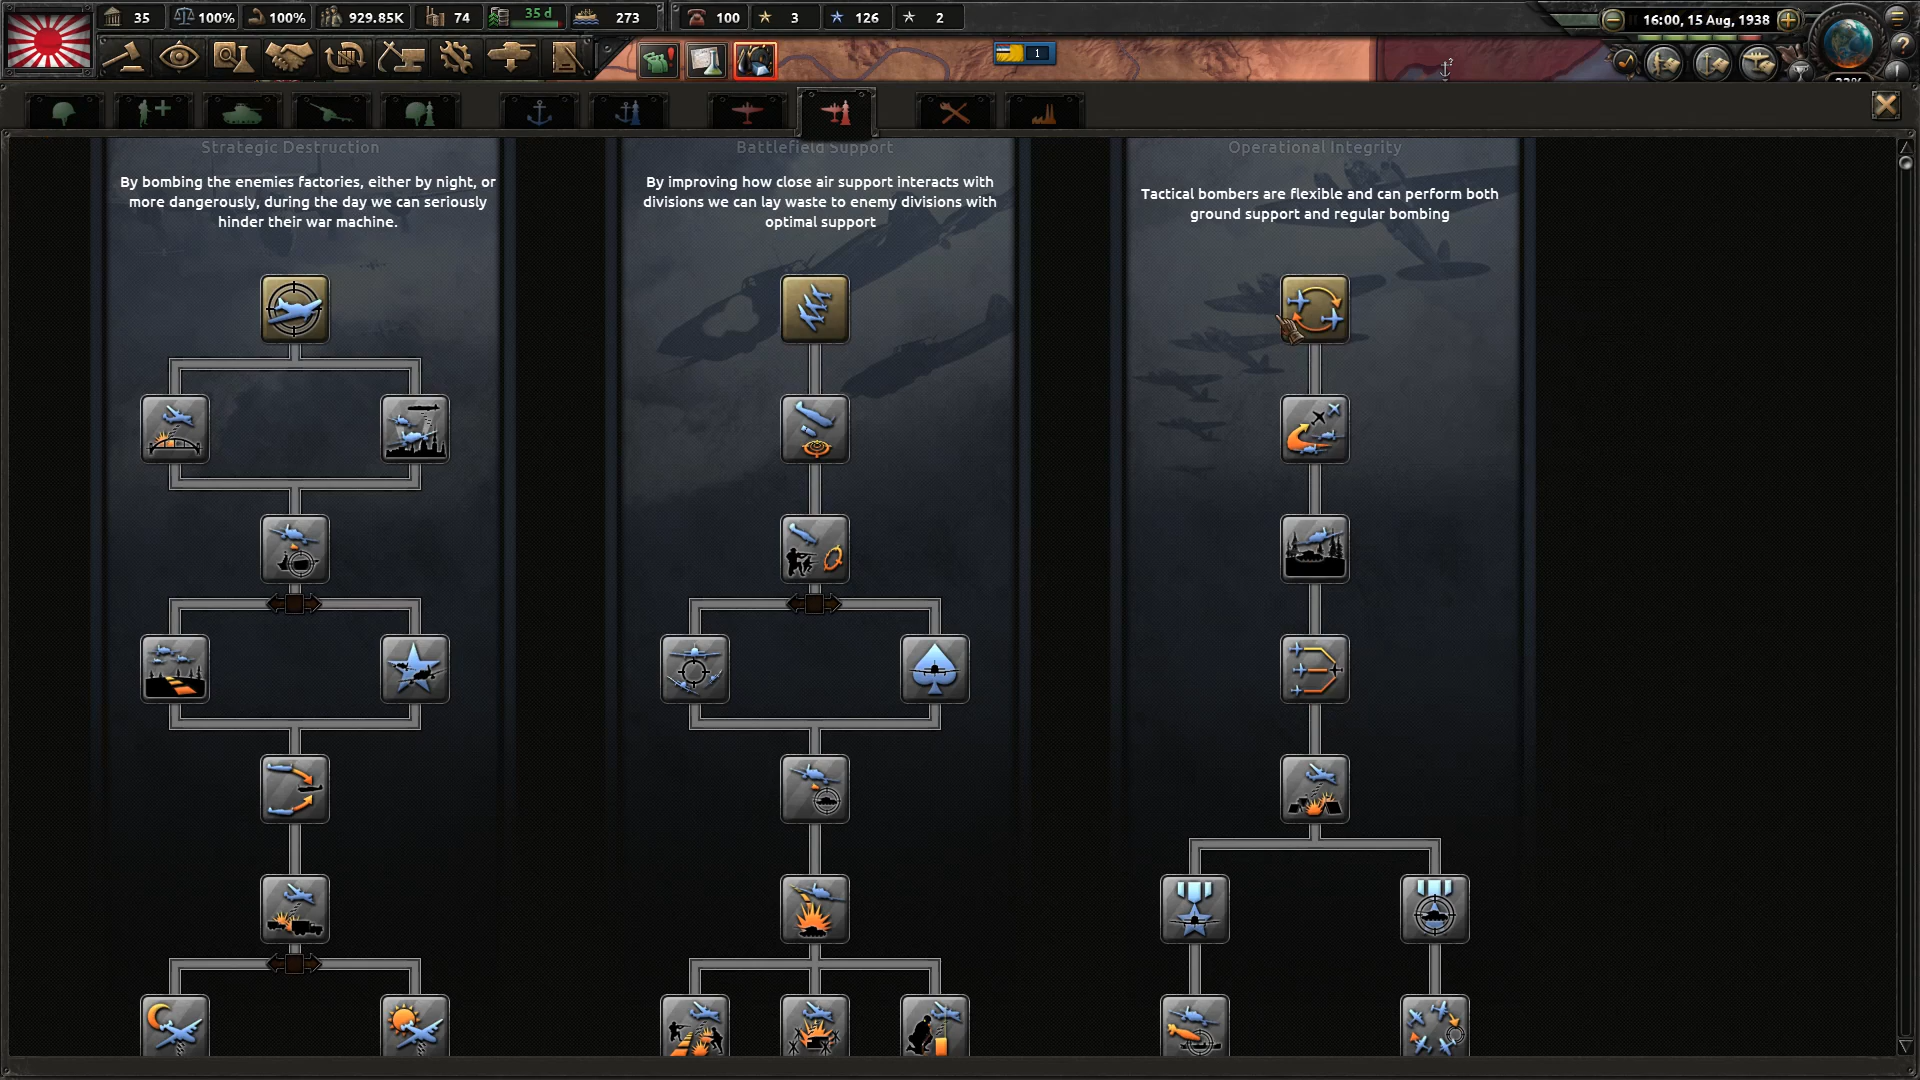 35 100% 100% 929.85K 74 35 d 273 100 3 126 2
16:00, 15 Aug, 1938
1
Strategic Destruction
By bombing the enemies factories, either by night, or
more dangerously, during the day we can seriously
hinder their war machine.
Battlefield Support
By improving how close air support interacts with
divisions we can lay waste to enemy divisions with
optimal support
Operational Integrity
Tactical bombers are flexible and can perform both
ground support and regular bombing